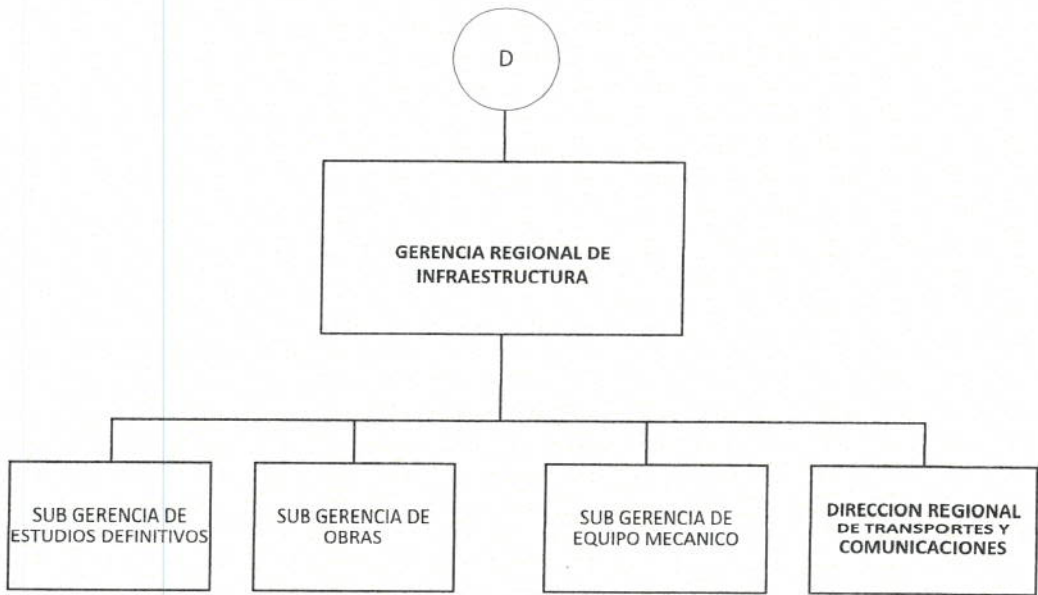 D
GERENCIA REGIONAL DE
INFRAESTRUCTURA
SUB GERENCIA DE
ESTUDIOS DEFINITIVOS
SUB GERENCIA DE
OBRAS
SUB GERENCIA DE
EQUIPO MECANICO
DIRECCION REGIONAL
DE TRANSPORTES Y
COMUNICACIONES